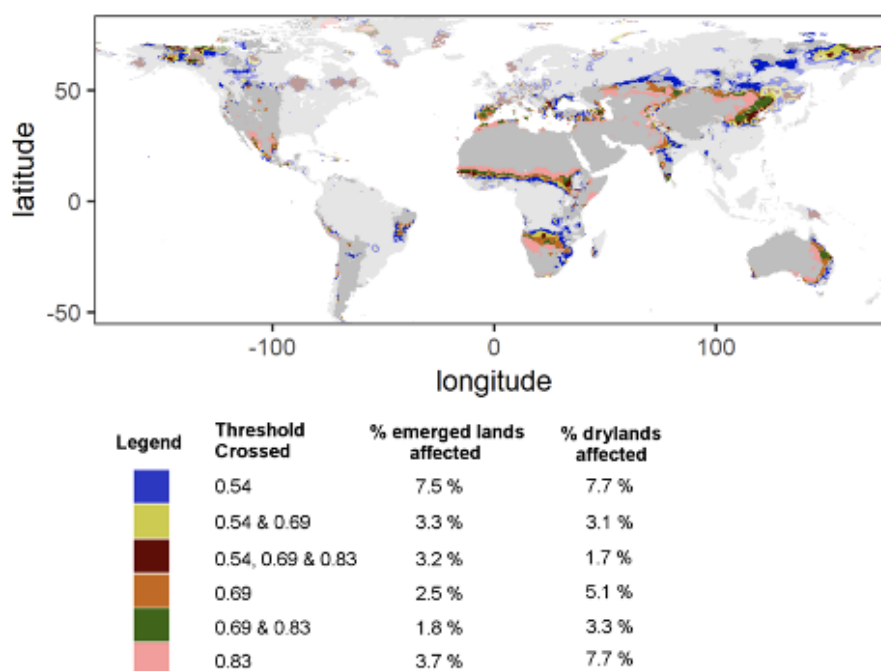 latitude
50
0
-50
-100 0 100
longitude
Legend Threshold Crossed % emerged lands affected % drylands affected
0.54 7.5 % 7.7 %
0.54 & 0.69 3.3 % 3.1 %
0.54, 0.69 & 0.83 3.2 % 1.7 %
0.69 2.5 % 5.1 %
0.69 & 0.83 1.8 % 3.3 %
0.83 3.7 % 7.7 %